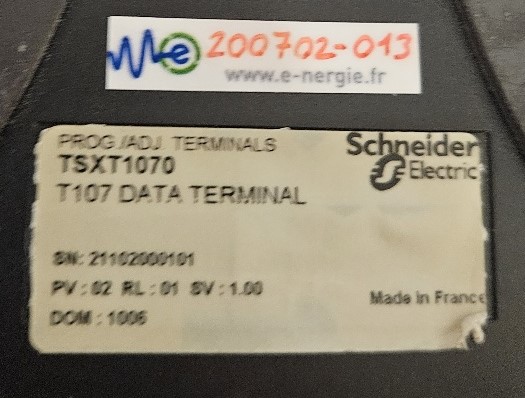 e 200702-013
www.e-nergie.fr
PROG./ADJ. TERMINALS
TSXT1070
T107 DATA TERMINAL
Schneider
Electric
SN: 21102000101
PV : 02 RL : 01 SV : 1.00
Made in France
DOM : 1006